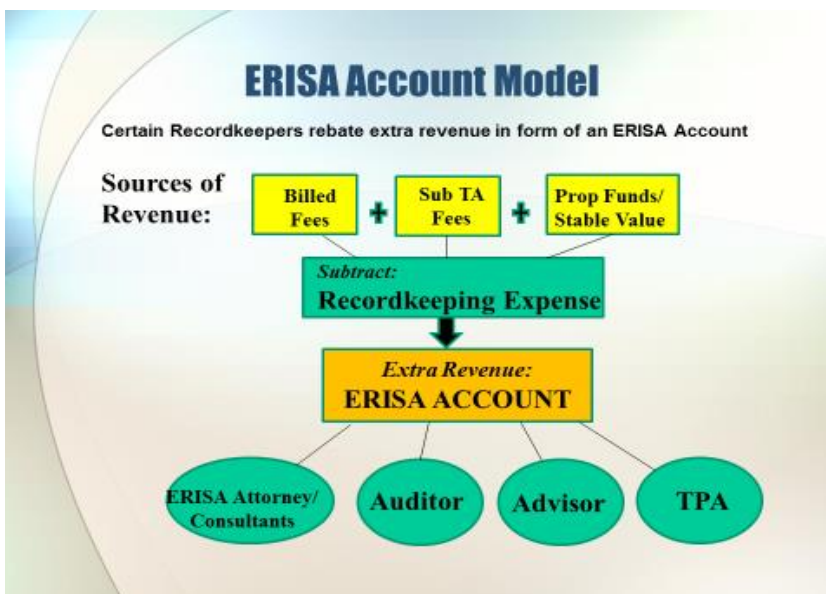 ERISA Account Model
Certain Recordkeepers rebate extra revenue in form of an ERISA Account
Sources of
Revenue:
Billed
Fees
+
Sub TA
Fees
+
Prop Funds/
Stable Value
Subtract:
Recordkeeping Expense
Extra Revenue:
ERISA ACCOUNT
ERISA Attorney/
Consultants
Auditor
Advisor
TPA